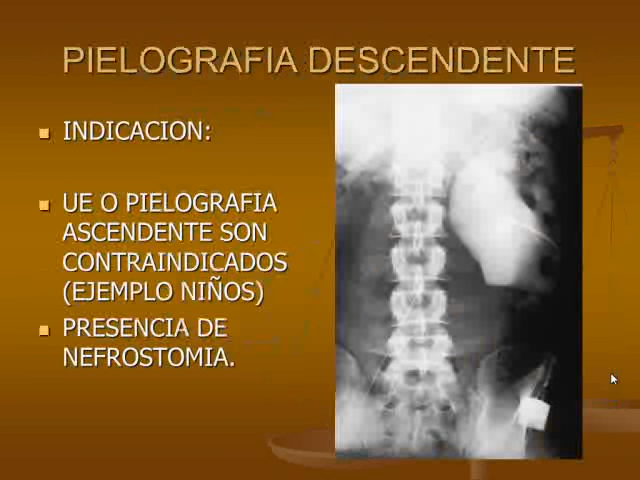 PIELOGRAFIA DESCENDENTE
INDICACION:
UE O PIELOGRAFIA
ASCENDENTE SON
CONTRAINDICADOS
(EJEMPLO NIÑOS)
PRESENCIA DE
NEFROSTOMIA.